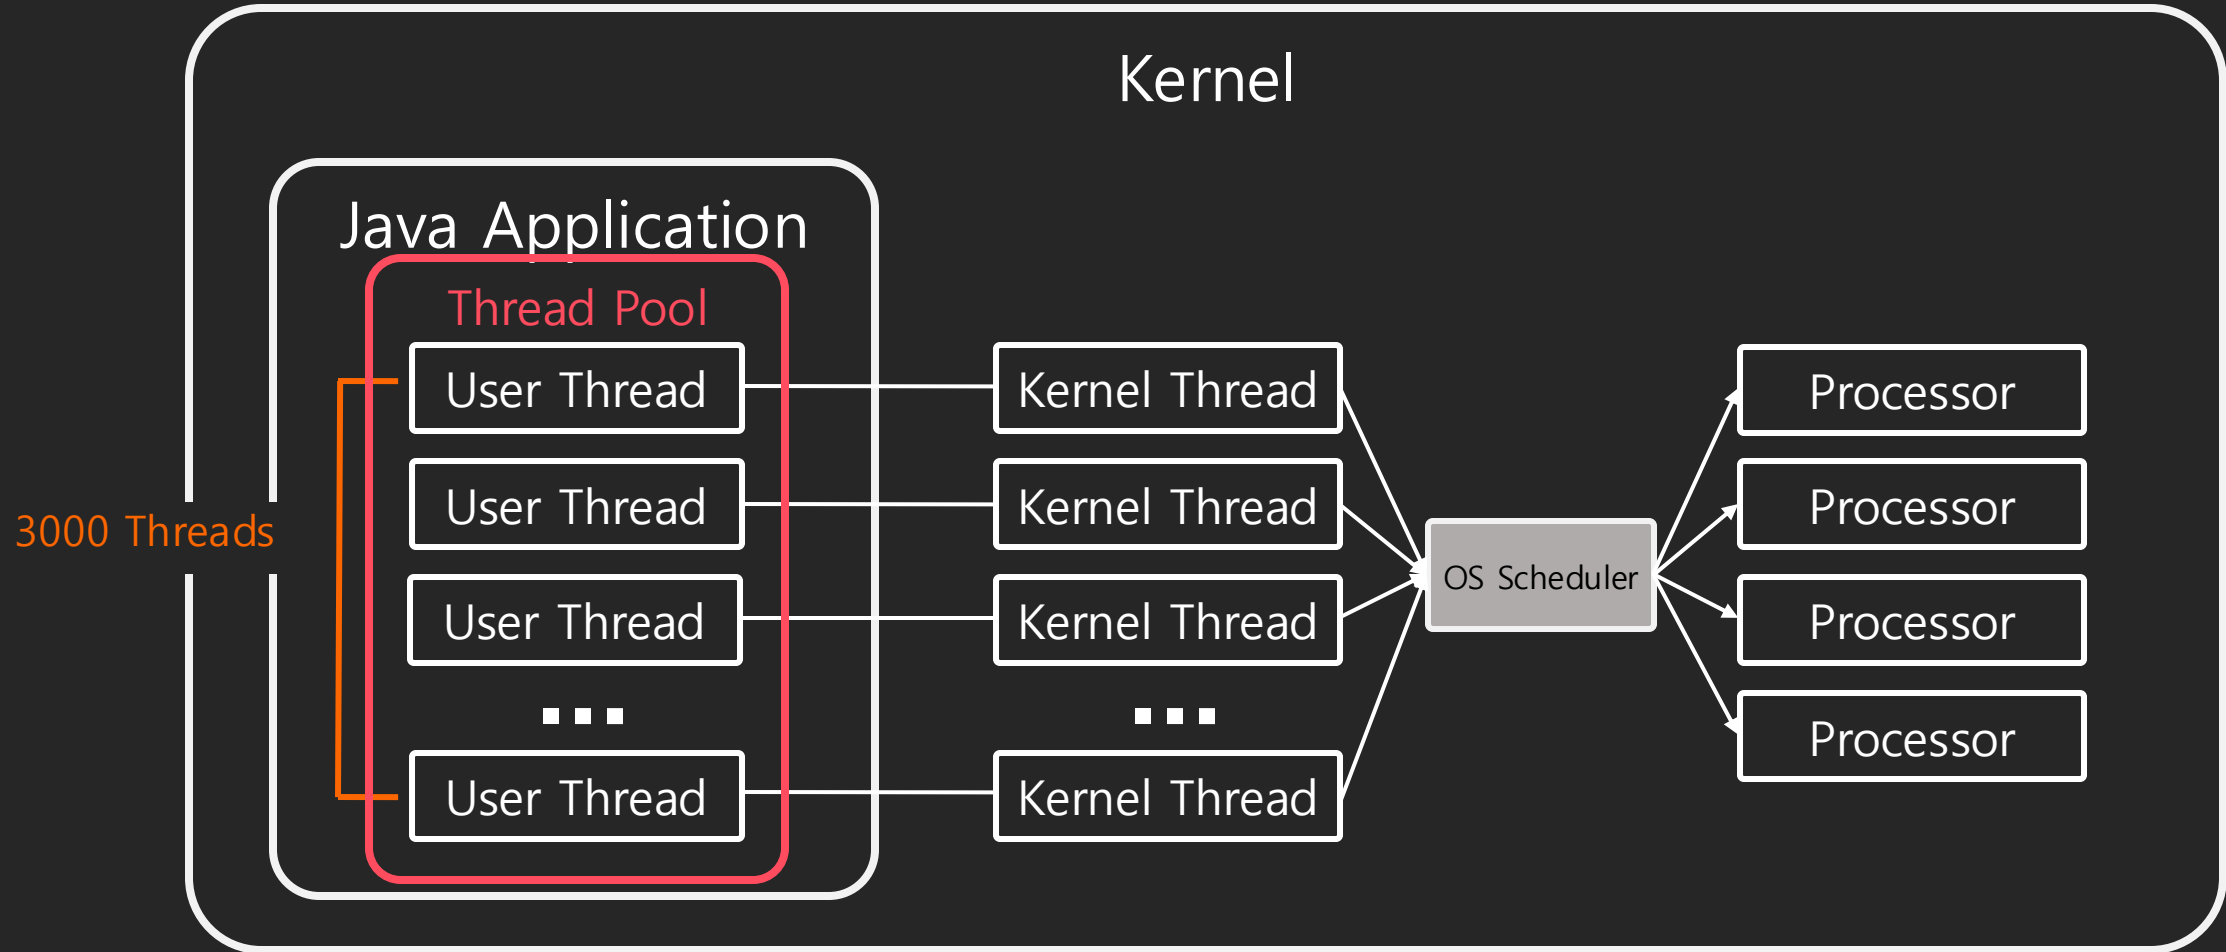 Kernel
Java Application
Thread Pool
User Thread
Kernel Thread
Processor
User Thread
Kernel Thread
Processor
3000 Threads
OS Scheduler
User Thread
Kernel Thread
Processor
...
...
Processor
User Thread
Kernel Thread